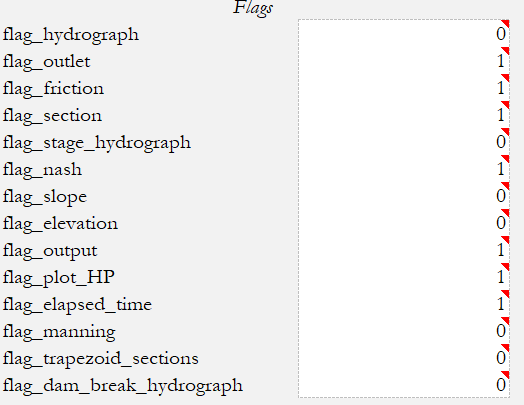 Flags
flag_hydrograph 0
flag_outlet 1
flag_friction 1
flag_section 1
flag_stage_hydrograph 0
flag_nash 1
flag_slope 0
flag_elevation 0
flag_output 1
flag_plot_HP 1
flag_elapsed_time 1
flag_manning 0
flag_trapezoid_sections 0
flag_dam_break_hydrograph 0